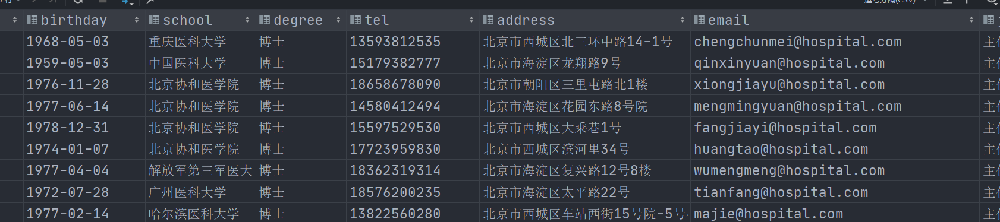 逗号分隔(CSV)
birthday school degree tel address email
1968-05-03 重庆医科大学 博士 13593812535 北京市西城区北三环中路14-1号 chengchunmei@hospital.com
1959-05-03 中国医科大学 博士 15179382777 北京市海淀区龙翔路9号 qinxinyuan@hospital.com
1976-11-28 北京协和医学院 博士 18658678090 北京市朝阳区三里屯路北1楼 xiongjiayu@hospital.com
1977-06-14 北京协和医学院 博士 14580412494 北京市海淀区花园东路8号院 mengmingyuan@hospital.com
1978-12-31 北京协和医学院 博士 15597529530 北京市西城区大乘巷1号 fangjiayi@hospital.com
1974-01-07 北京协和医学院 博士 17723959830 北京市西城区滨河里34号 huangtao@hospital.com
1977-04-04 解放军第三军医大 博士 18362319314 北京市海淀区复兴路12号8楼 wumengmeng@hospital.com
1972-07-28 广州医科大学 博士 18576200235 北京市海淀区太平路22号 tianfang@hospital.com
1977-02-14 哈尔滨医科大学 博士 13822560280 北京市西城区车站西街15号院-5号 majie@hospital.com